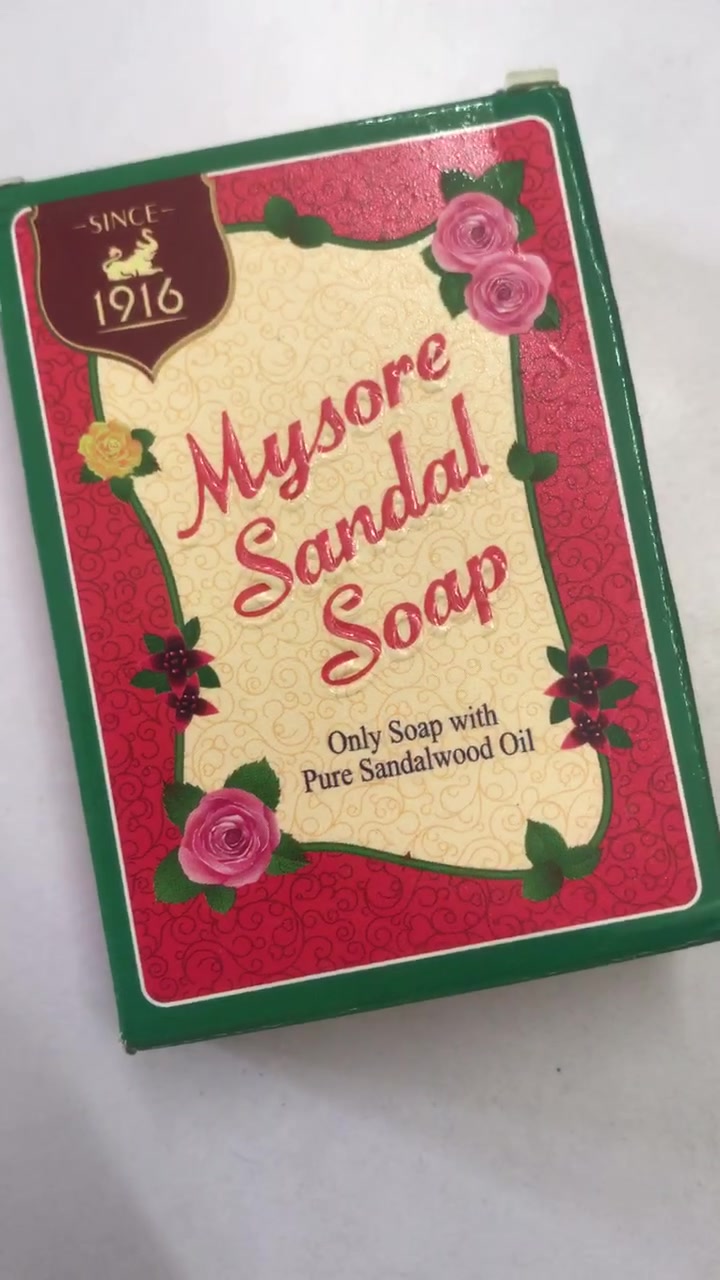 -SINCE-
1916
Mysore
Sandal
Soap
Only Soap with
Pure Sandalwood Oil